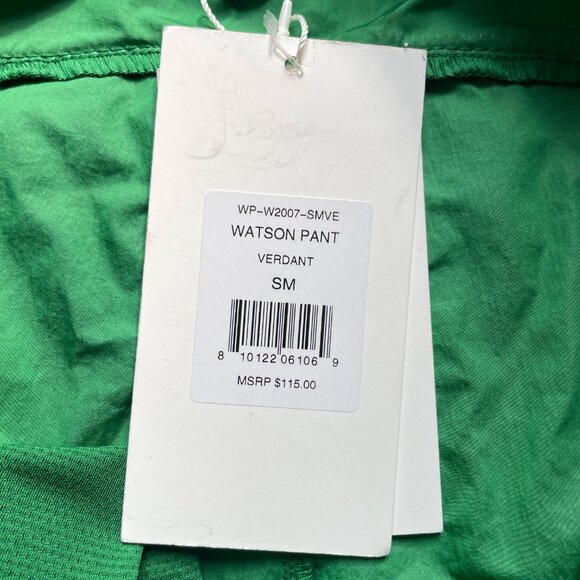 WP-W2007-SMVE
WATSON PANT
VERDANT
SM
8 10122 06106 9
MSRP $115.00